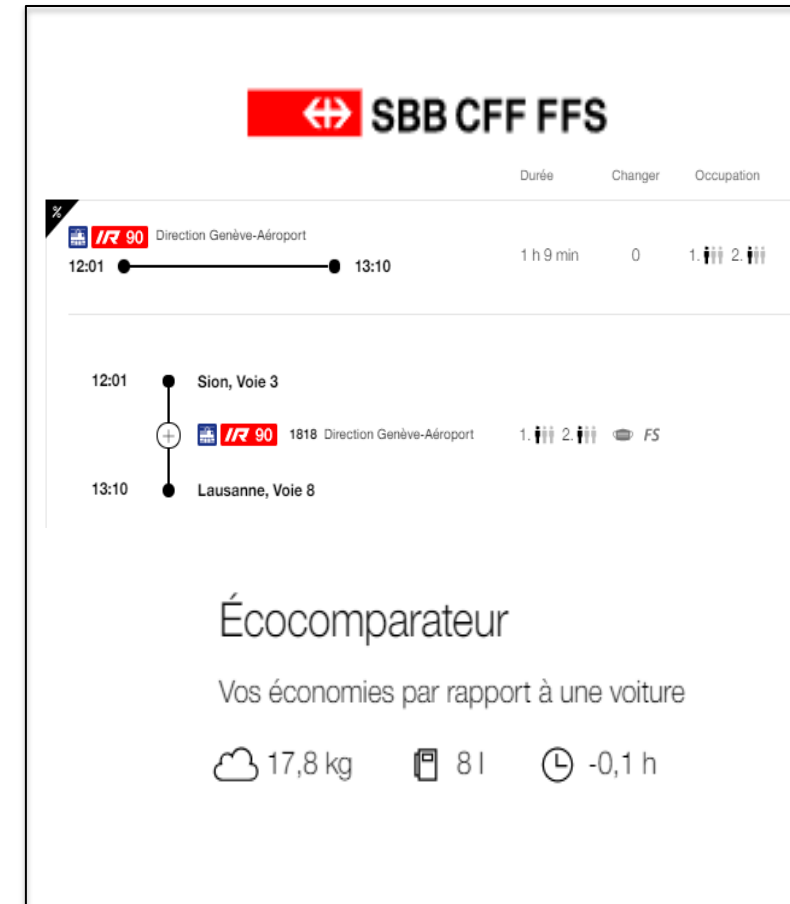 SBB CFF FFS
Durée Changer Occupation
%
IR 90 Direction Genève-Aéroport
12:01 13:10 1 h 9 min 0 1. 2.
12:01 Sion, Voie 3
IR 90 1818 Direction Genève-Aéroport 1. 2. FS
13:10 Lausanne, Voie 8
Écocomparateur
Vos économies par rapport à une voiture
17,8 kg 8 l -0,1 h